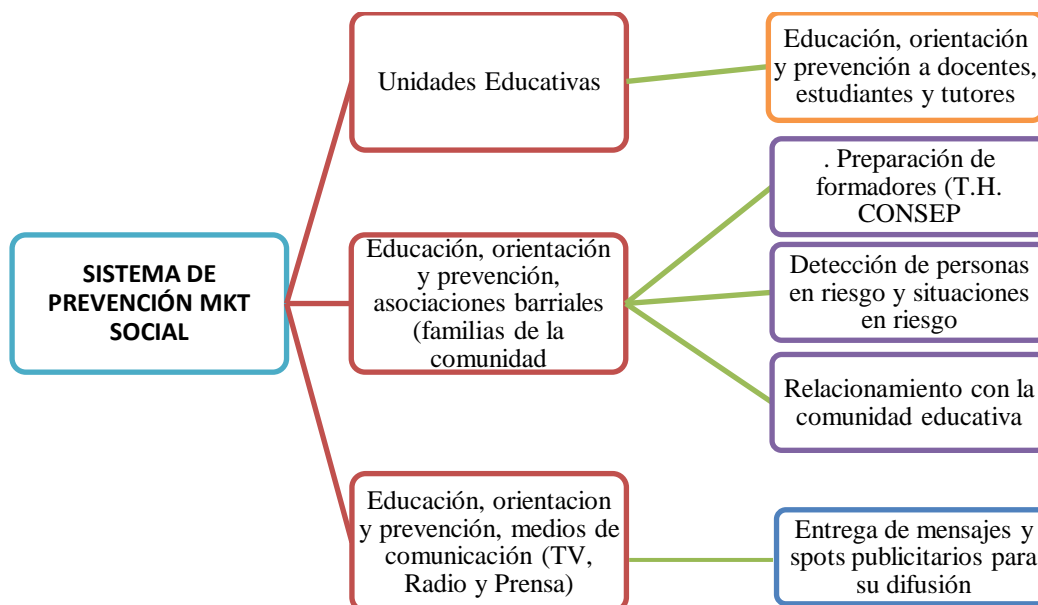 SISTEMA DE
PREVENCIÓN MKT
SOCIAL
Unidades Educativas
Educación, orientación
y prevención a docentes,
estudiantes y tutores
Educación, orientación
y prevención,
asociaciones barriales
(familias de la
comunidad
. Preparación de
formadores (T.H.
CONSEP
Detección de personas
en riesgo y situaciones
en riesgo
Relacionamiento con la
comunidad educativa
Educación, orientacion
y prevención, medios de
comunicación (TV,
Radio y Prensa)
Entrega de mensajes y
spots publicitarios para
su difusión